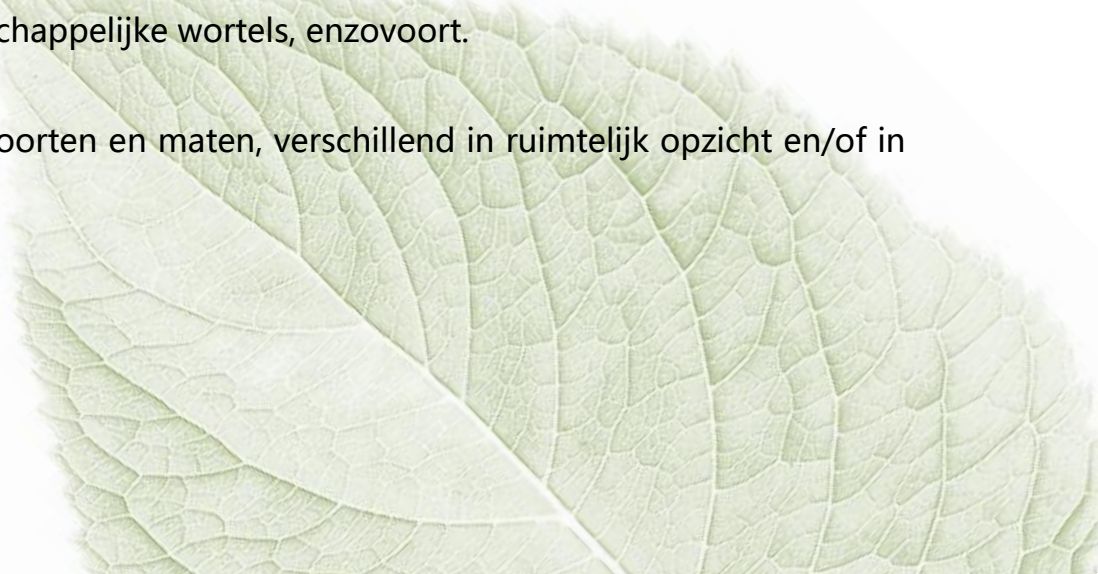 chappelijke wortels, enzovoort.
oorten en maten, verschillend in ruimtelijk opzicht en/of in